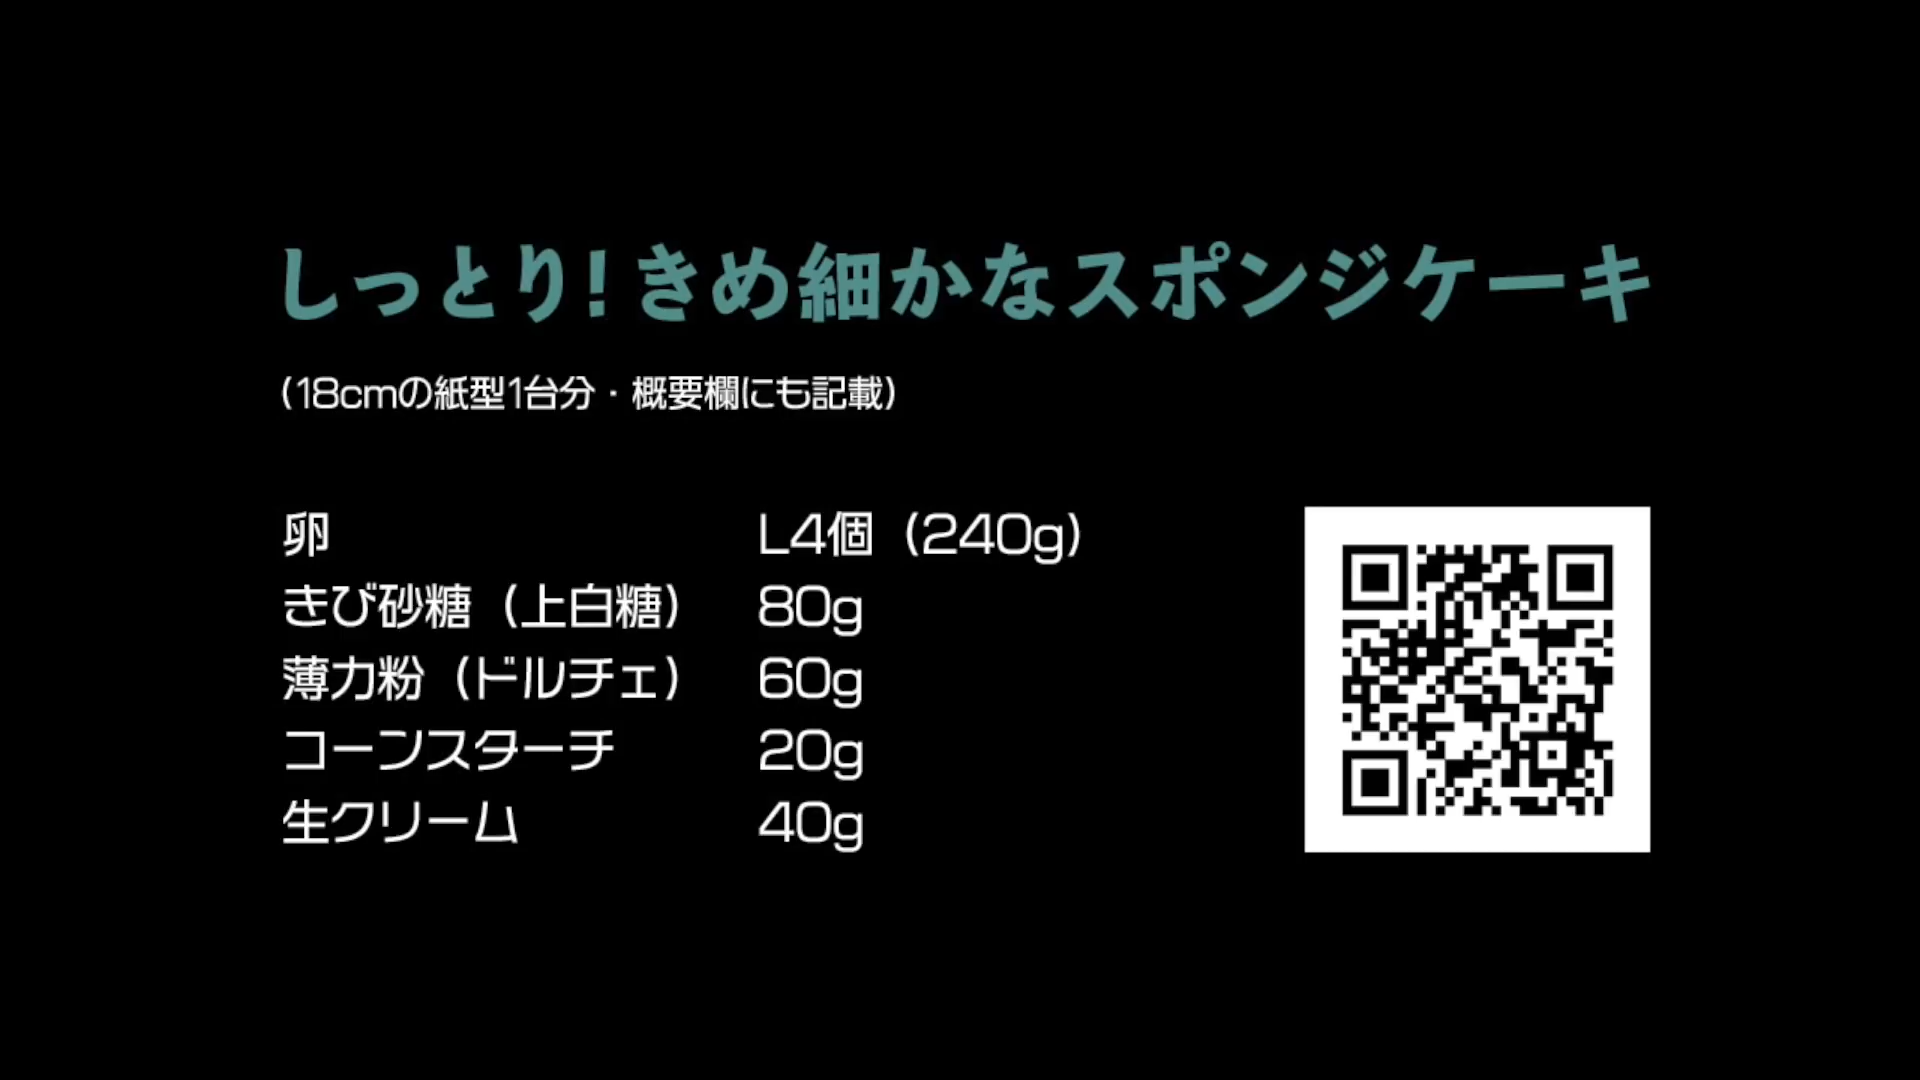 しっとり！きめ細かなスポンジケーキ
（18cmの紙型1台分・概要欄にも記載）
卵 L4個（240g）
きび砂糖（上白糖） 80g
薄力粉（ドルチェ） 60g
コーンスターチ 20g
生クリーム 40g